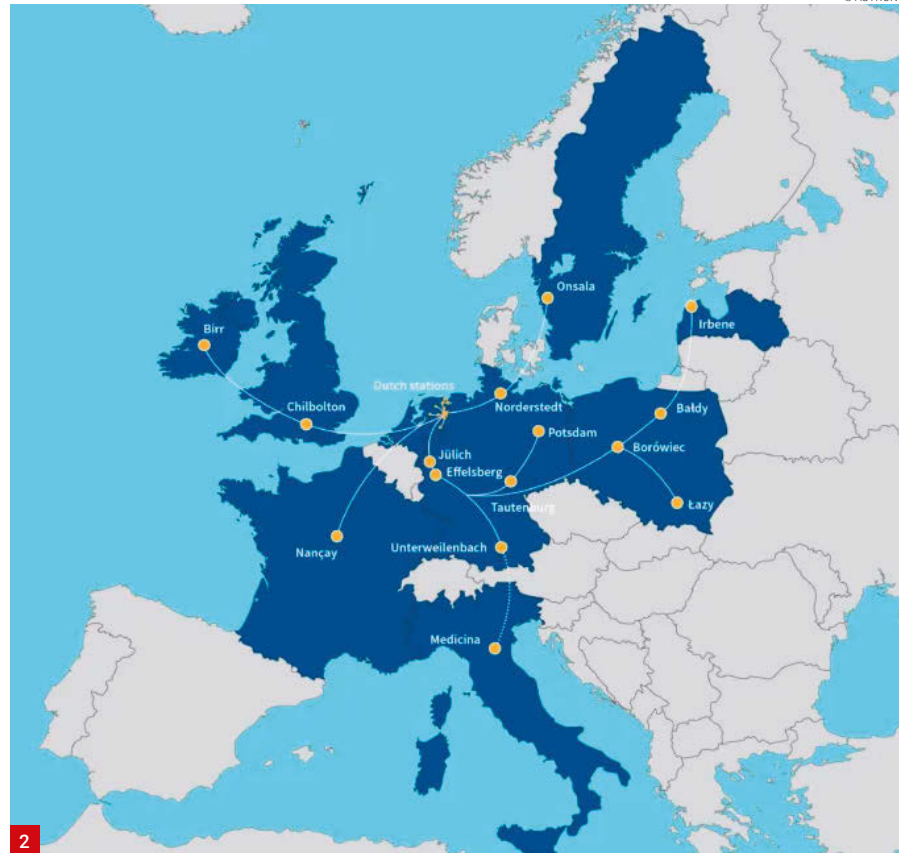 Onsala
Irbene
Birr
Dutch stations
Chilbolton
Norderstedt
Bałdy
Potsdam
Borówiec
Jülich
Effelsberg
Łazy
Tautenburg
Nançay
Unterweilenbach
Medicina
2